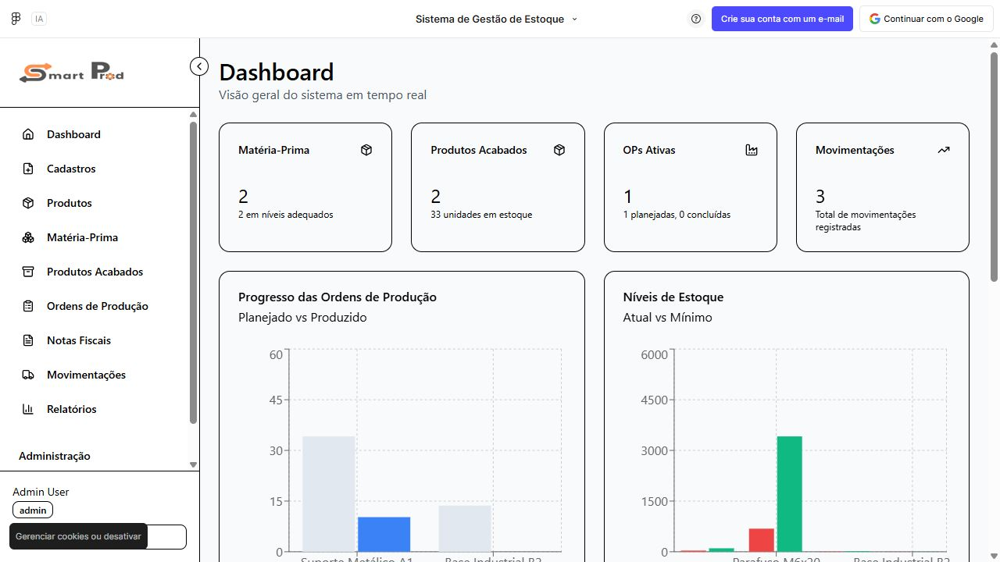 IA
Sistema de Gestão de Estoque
Crie sua conta com um e-mail
Continuar com o Google
Smart Prod
Dashboard
Cadastros
Produtos
Matéria-Prima
Produtos Acabados
Ordens de Produção
Notas Fiscais
Movimentações
Relatórios
Administração
Admin User
admin
Gerenciar cookies ou desativar
Dashboard
Visão geral do sistema em tempo real
Matéria-Prima
2
2 em níveis adequados
Produtos Acabados
2
33 unidades em estoque
OPs Ativas
1
1 planejadas, 0 concluídas
Movimentações
3
Total de movimentações
registradas
Progresso das Ordens de Produção
Planejado vs Produzido
60
45
30
15
0
Suporte Metálico A1
Base Industrial B2
Níveis de Estoque
Atual vs Mínimo
6000
4500
3000
1500
0
Parafuso M6x20
Base Industrial B2